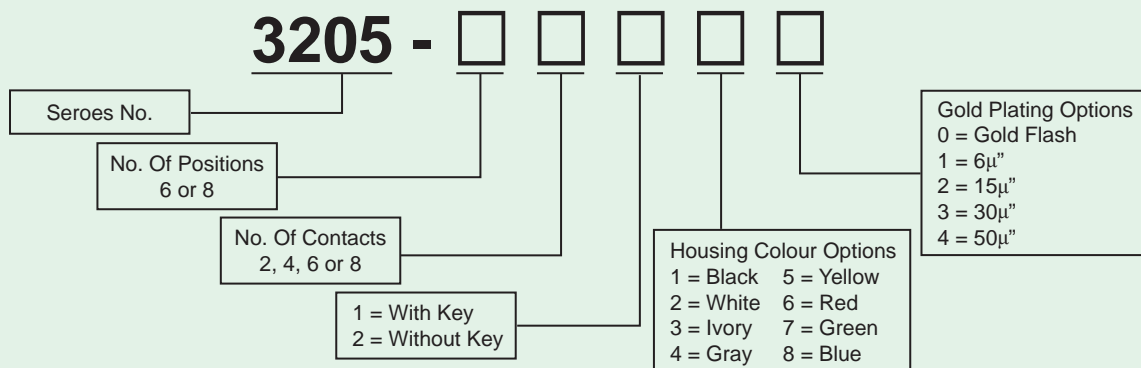 3205 - □ □ □ □ □
Seroes No.
No. Of Positions
6 or 8
No. Of Contacts
2, 4, 6 or 8
1 = With Key
2 = Without Key
Housing Colour Options
1 = Black 5 = Yellow
2 = White 6 = Red
3 = Ivory 7 = Green
4 = Gray 8 = Blue
Gold Plating Options
0 = Gold Flash
1 = 6μ”
2 = 15μ”
3 = 30μ”
4 = 50μ”